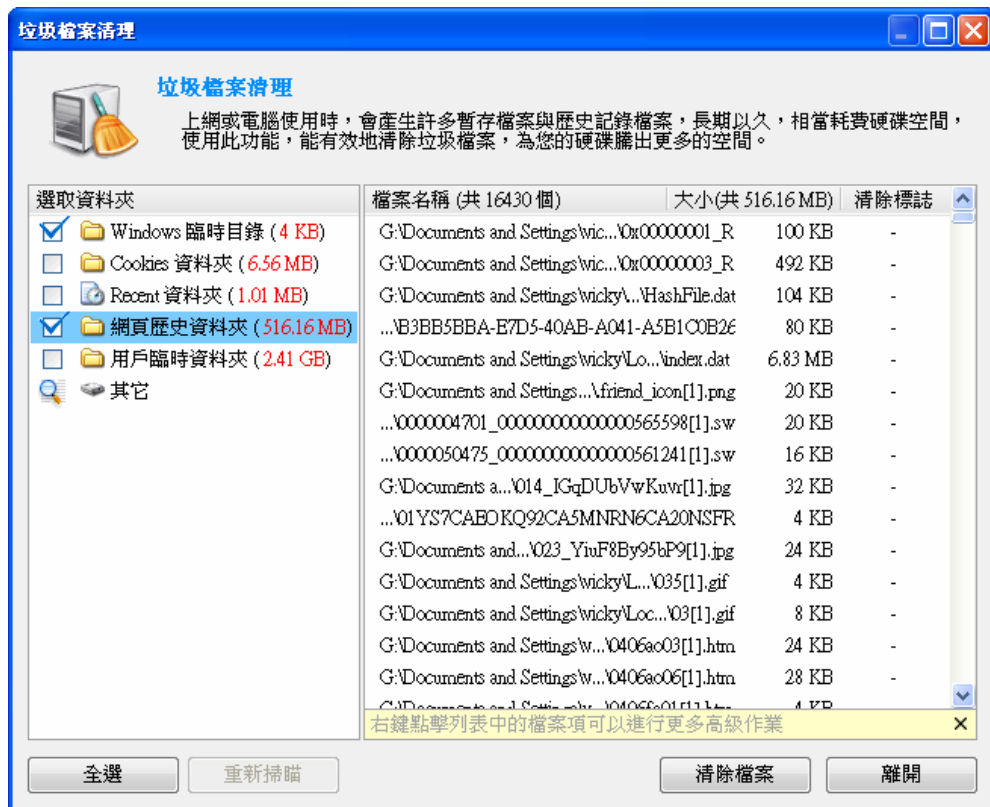 垃圾檔案清理
垃圾檔案清理
上網或電腦使用時，會產生許多暫存檔案與歷史記錄檔案，長期以久，相當耗費硬碟空間，
使用此功能，能有效地清除垃圾檔案，為您的硬碟騰出更多的空間。
選取資料夾
Windows 臨時目錄 (4 KB)
Cookies 資料夾 (6.56 MB)
Recent 資料夾 (1.01 MB)
網頁歷史資料夾 (516.16 MB)
用戶臨時資料夾 (2.41 GB)
其它
檔案名稱 (共 16430 個) 大小(共 516.16 MB) 清除標誌
G:\Documents and Settings\wic...\0x00000001_R 100 KB -
G:\Documents and Settings\wic...\0x00000003_R 492 KB -
G:\Documents and Settings\wicky\...\HashFile.dat 104 KB -
...\B3BB5BBA-E7D5-40AB-A041-A5B1C0B26 80 KB -
G:\Documents and Settings\wicky\Lo...\index.dat 6.83 MB -
G:\Documents and Settings...\friend_icon[1].png 20 KB -
...\0000004701_000000000000000565598[1].sw 20 KB -
...\0000050475_000000000000000561241[1].sw 16 KB -
G:\Documents a...\014_IGqDUbVwKuvr[1].jpg 32 KB -
...\01YS7CAEOKQ92CA5MNRN6CA20NSFR 4 KB -
G:\Documents and...\023_YiuF8By95bP9[1].jpg 24 KB -
G:\Documents and Settings\wicky\L...\035[1].gif 4 KB -
G:\Documents and Settings\wicky\Loc...\03[1].gif 8 KB -
G:\Documents and Settings\w...\0406ao03[1].htm 24 KB -
G:\Documents and Settings\w...\0406ao06[1].htm 28 KB -
右鍵點擊列表中的檔案項可以進行更多高級作業
全選 重新掃瞄 清除檔案 離開